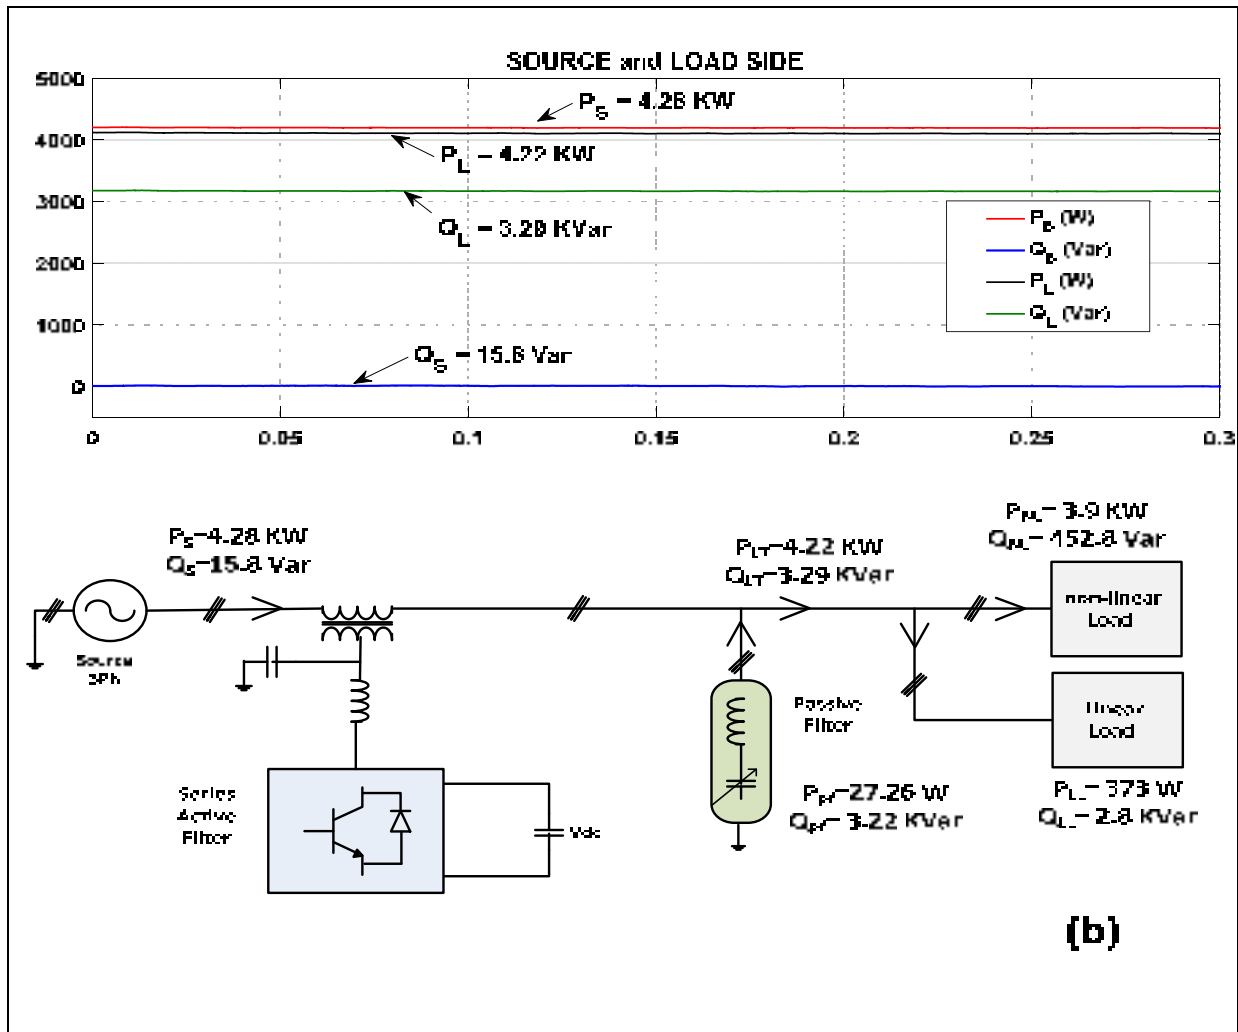 SOURCE and LOAD SIDE
5000
4000
3000
2000
1000
0
P_S = 4.28 KW
P_L = 4.22 KW
Q_L = 3.29 KVar
Q_S = 15.8 Var
P_S (W)
Q_S (Var)
P_L (W)
Q_L (Var)
0
0.05
0.1
0.15
0.2
0.25
0.3
P_S=4.28 KW
Q_S=15.8 Var
P_LT=4.22 KW
Q_LT=3.29 KVar
P_NL= 3.9 KW
Q_NL= 452.8 Var
non-linear
Load
Source
3Ph
Passive
Filter
Linear
Load
Series
Active
Filter
Vdc
P_PF=27.26 W
Q_PF= 3.22 KVar
P_LL= 373 W
Q_LL=2.8 KVar
(b)